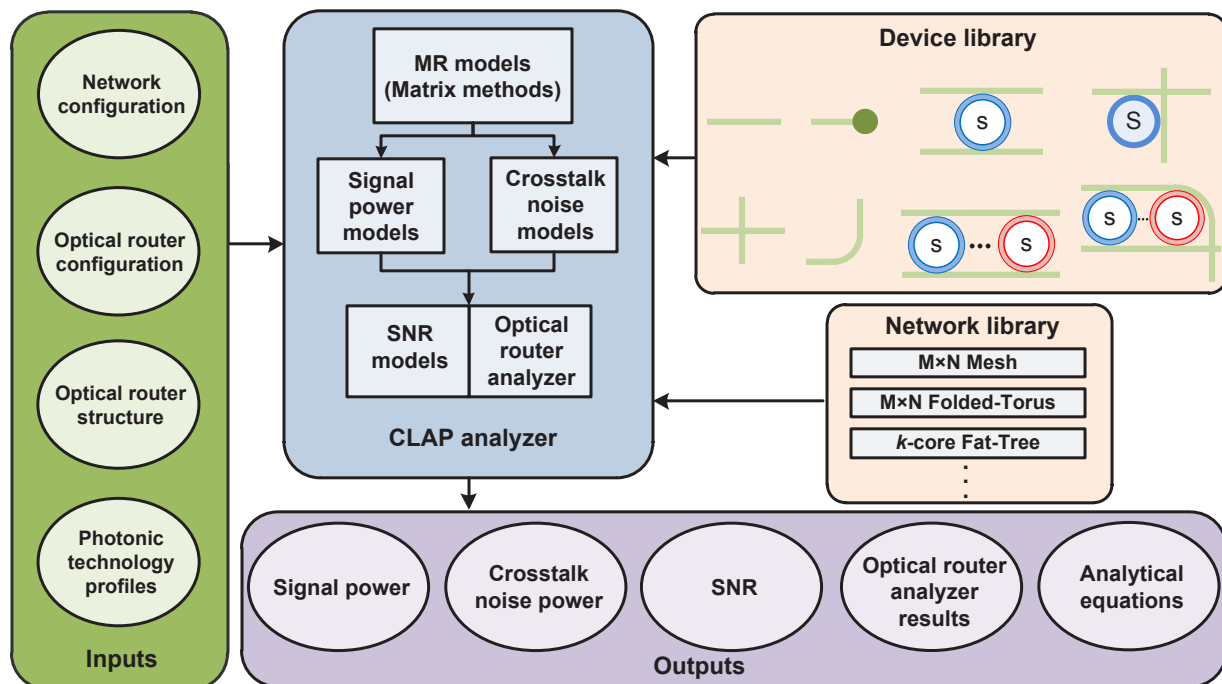 Network
configuration
Optical router
configuration
Optical router
structure
Photonic
technology
profiles
Inputs
MR models
(Matrix methods)
Signal
power
models
Crosstalk
noise
models
SNR
models
Optical
router
analyzer
CLAP analyzer
Device library
S
S
S
...
S
S
...
S
Network library
M×N Mesh
M×N Folded-Torus
k-core Fat-Tree
Signal power
Crosstalk
noise power
SNR
Optical router
analyzer
results
Analytical
equations
Outputs